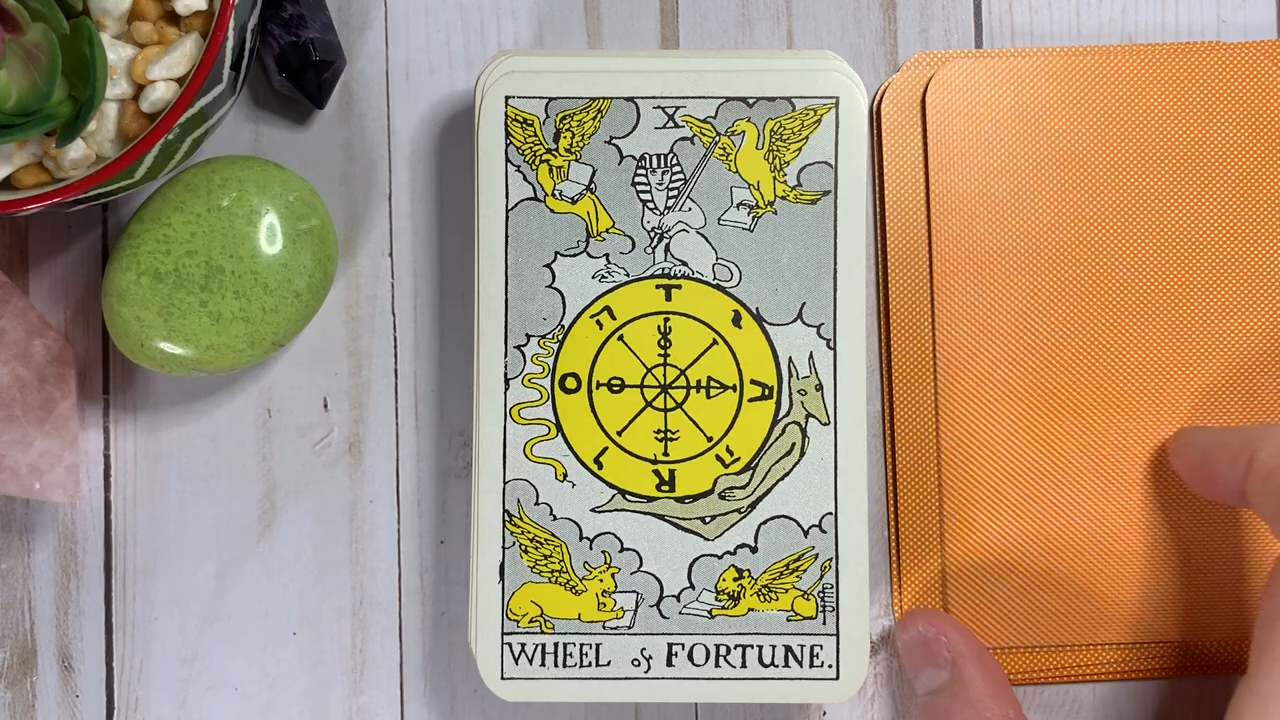 X
T
ה י
O A
ו ה
R
WHEEL of FORTUNE.